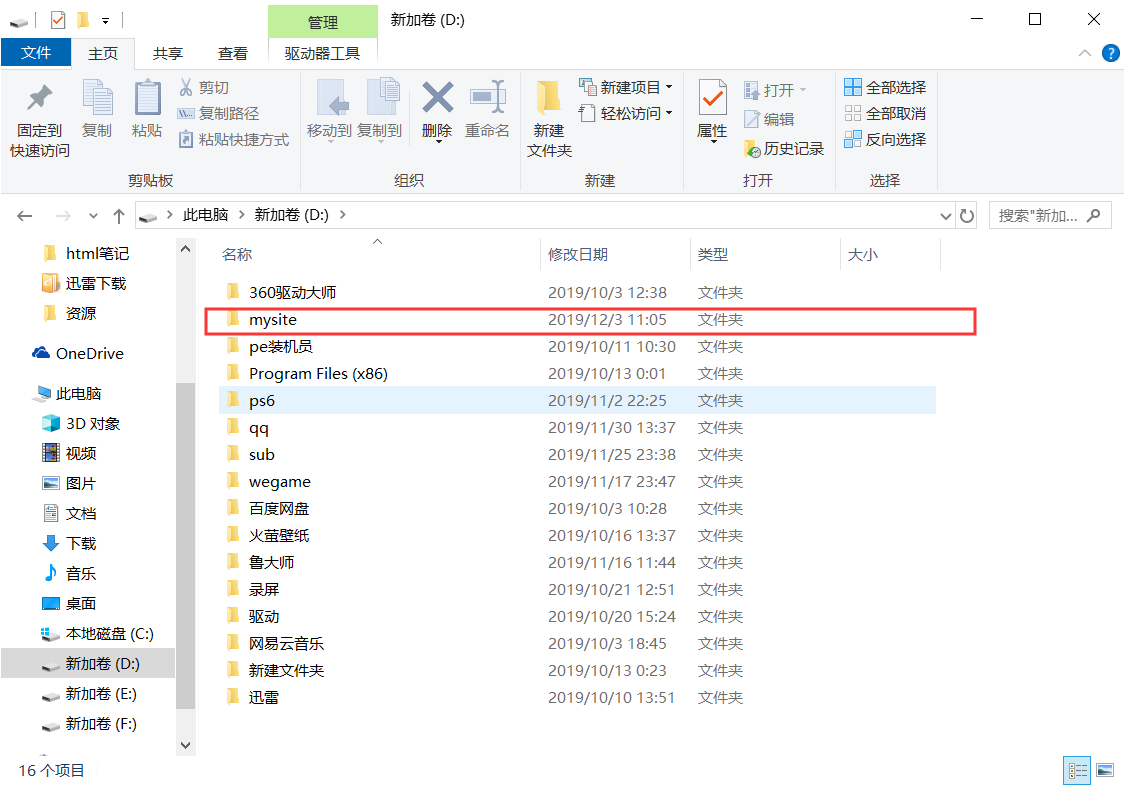 管理
新加卷 (D:)
文件
主页
共享
查看
驱动器工具
固定到
快速访问
复制
粘贴
剪切
复制路径
粘贴快捷方式
剪贴板
移动到
复制到
删除
重命名
组织
新建
文件夹
新建项目
轻松访问
新建
属性
打开
编辑
历史记录
打开
全部选择
全部取消
反向选择
选择
此电脑
新加卷 (D:)
搜索"新加...
html笔记
迅雷下载
资源
OneDrive
此电脑
3D 对象
视频
图片
文档
下载
音乐
桌面
本地磁盘 (C:)
新加卷 (D:)
新加卷 (E:)
新加卷 (F:)
名称 修改日期 类型 大小
360驱动大师 2019/10/3 12:38 文件夹
mysite 2019/12/3 11:05 文件夹
pe装机员 2019/10/11 10:30 文件夹
Program Files (x86) 2019/10/13 0:01 文件夹
ps6 2019/11/2 22:25 文件夹
qq 2019/11/30 13:37 文件夹
sub 2019/11/25 23:38 文件夹
wegame 2019/11/17 23:47 文件夹
百度网盘 2019/10/3 10:28 文件夹
火萤壁纸 2019/10/16 13:37 文件夹
鲁大师 2019/11/16 11:44 文件夹
录屏 2019/10/21 12:51 文件夹
驱动 2019/10/20 15:24 文件夹
网易云音乐 2019/10/3 18:45 文件夹
新建文件夹 2019/10/13 0:23 文件夹
迅雷 2019/10/10 13:51 文件夹
16 个项目